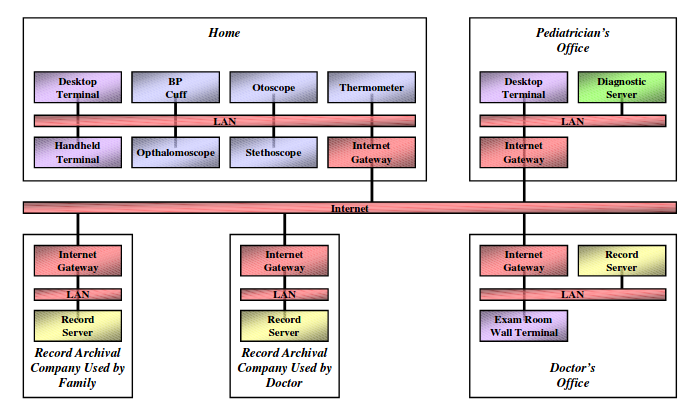 Home
Desktop
Terminal
BP
Cuff
Otoscope
Thermometer
LAN
Handheld
Terminal
Opthalomoscope
Stethoscope
Internet
Gateway
Pediatrician's
Office
Desktop
Terminal
Diagnostic
Server
LAN
Internet
Gateway
Internet
Internet
Gateway
LAN
Record
Server
Record Archival
Company Used by
Family
Internet
Gateway
LAN
Record
Server
Record Archival
Company Used by
Doctor
Internet
Gateway
Record
Server
LAN
Exam Room
Wall Terminal
Doctor's
Office